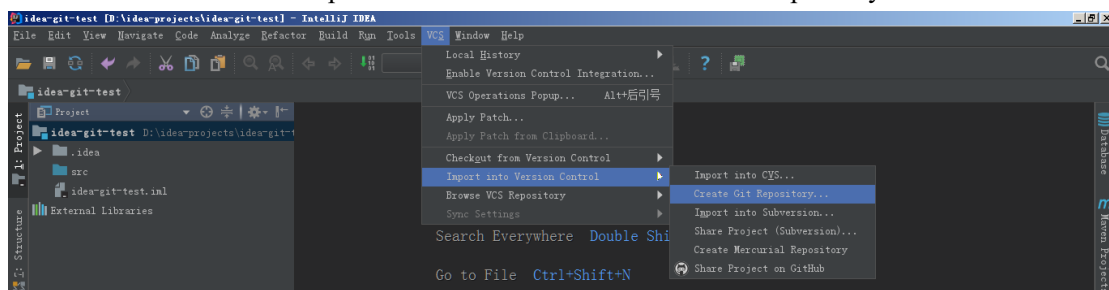 idea-git-test [D:\idea-projects\idea-git-test] - IntelliJ IDEA
File Edit View Navigate Code Analyze Refactor Build Run Tools VCS Window Help
idea-git-test
Project
idea-git-test D:\idea-projects\idea-git-t
.idea
src
idea-git-test.iml
External Libraries
1: Project
Structure
Local History
Enable Version Control Integration...
VCS Operations Popup... Alt+后引号
Apply Patch...
Apply Patch from Clipboard...
Checkout from Version Control
Import into Version Control
Browse VCS Repository
Sync Settings
Import into CVS...
Create Git Repository...
Import into Subversion...
Share Project (Subversion)...
Create Mercurial Repository
Share Project on GitHub
Search Everywhere Double Shi
Go to File Ctrl+Shift+N
Database
Maven Project